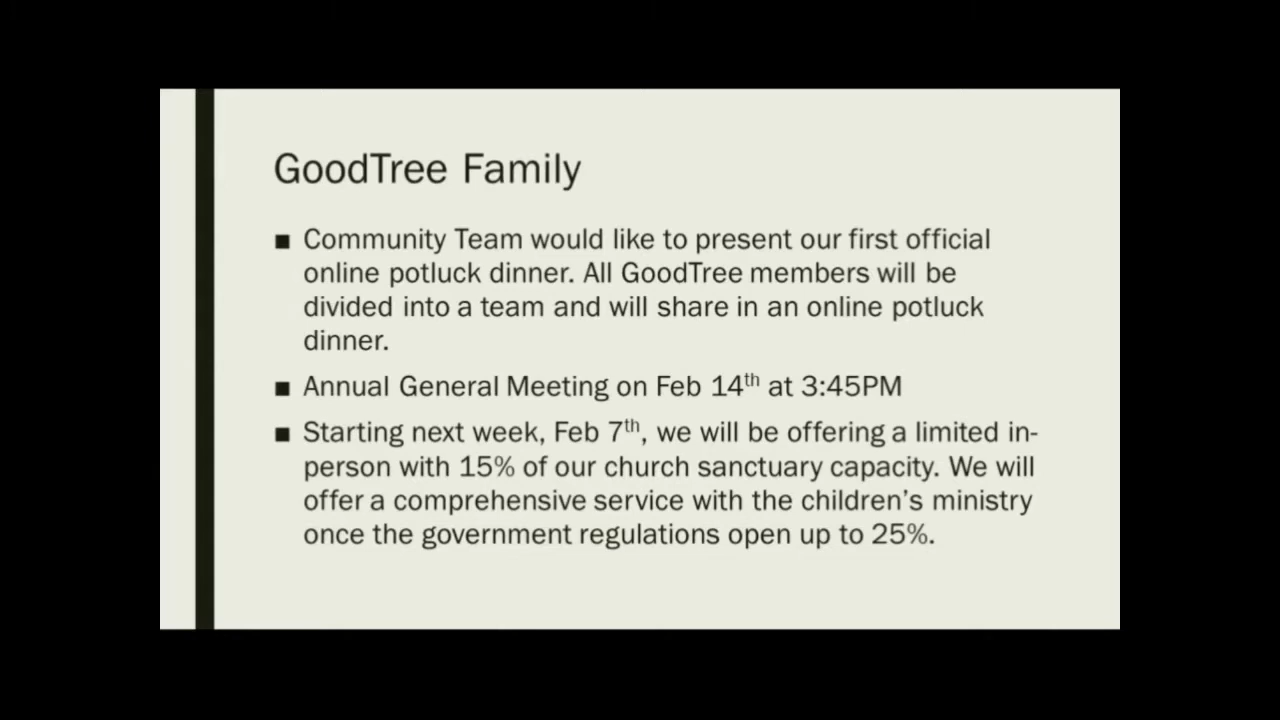 GoodTree Family
■ Community Team would like to present our first official
online potluck dinner. All GoodTree members will be
divided into a team and will share in an online potluck
dinner.
■ Annual General Meeting on Feb 14th at 3:45PM
■ Starting next week, Feb 7th, we will be offering a limited in-
person with 15% of our church sanctuary capacity. We will
offer a comprehensive service with the children's ministry
once the government regulations open up to 25%.